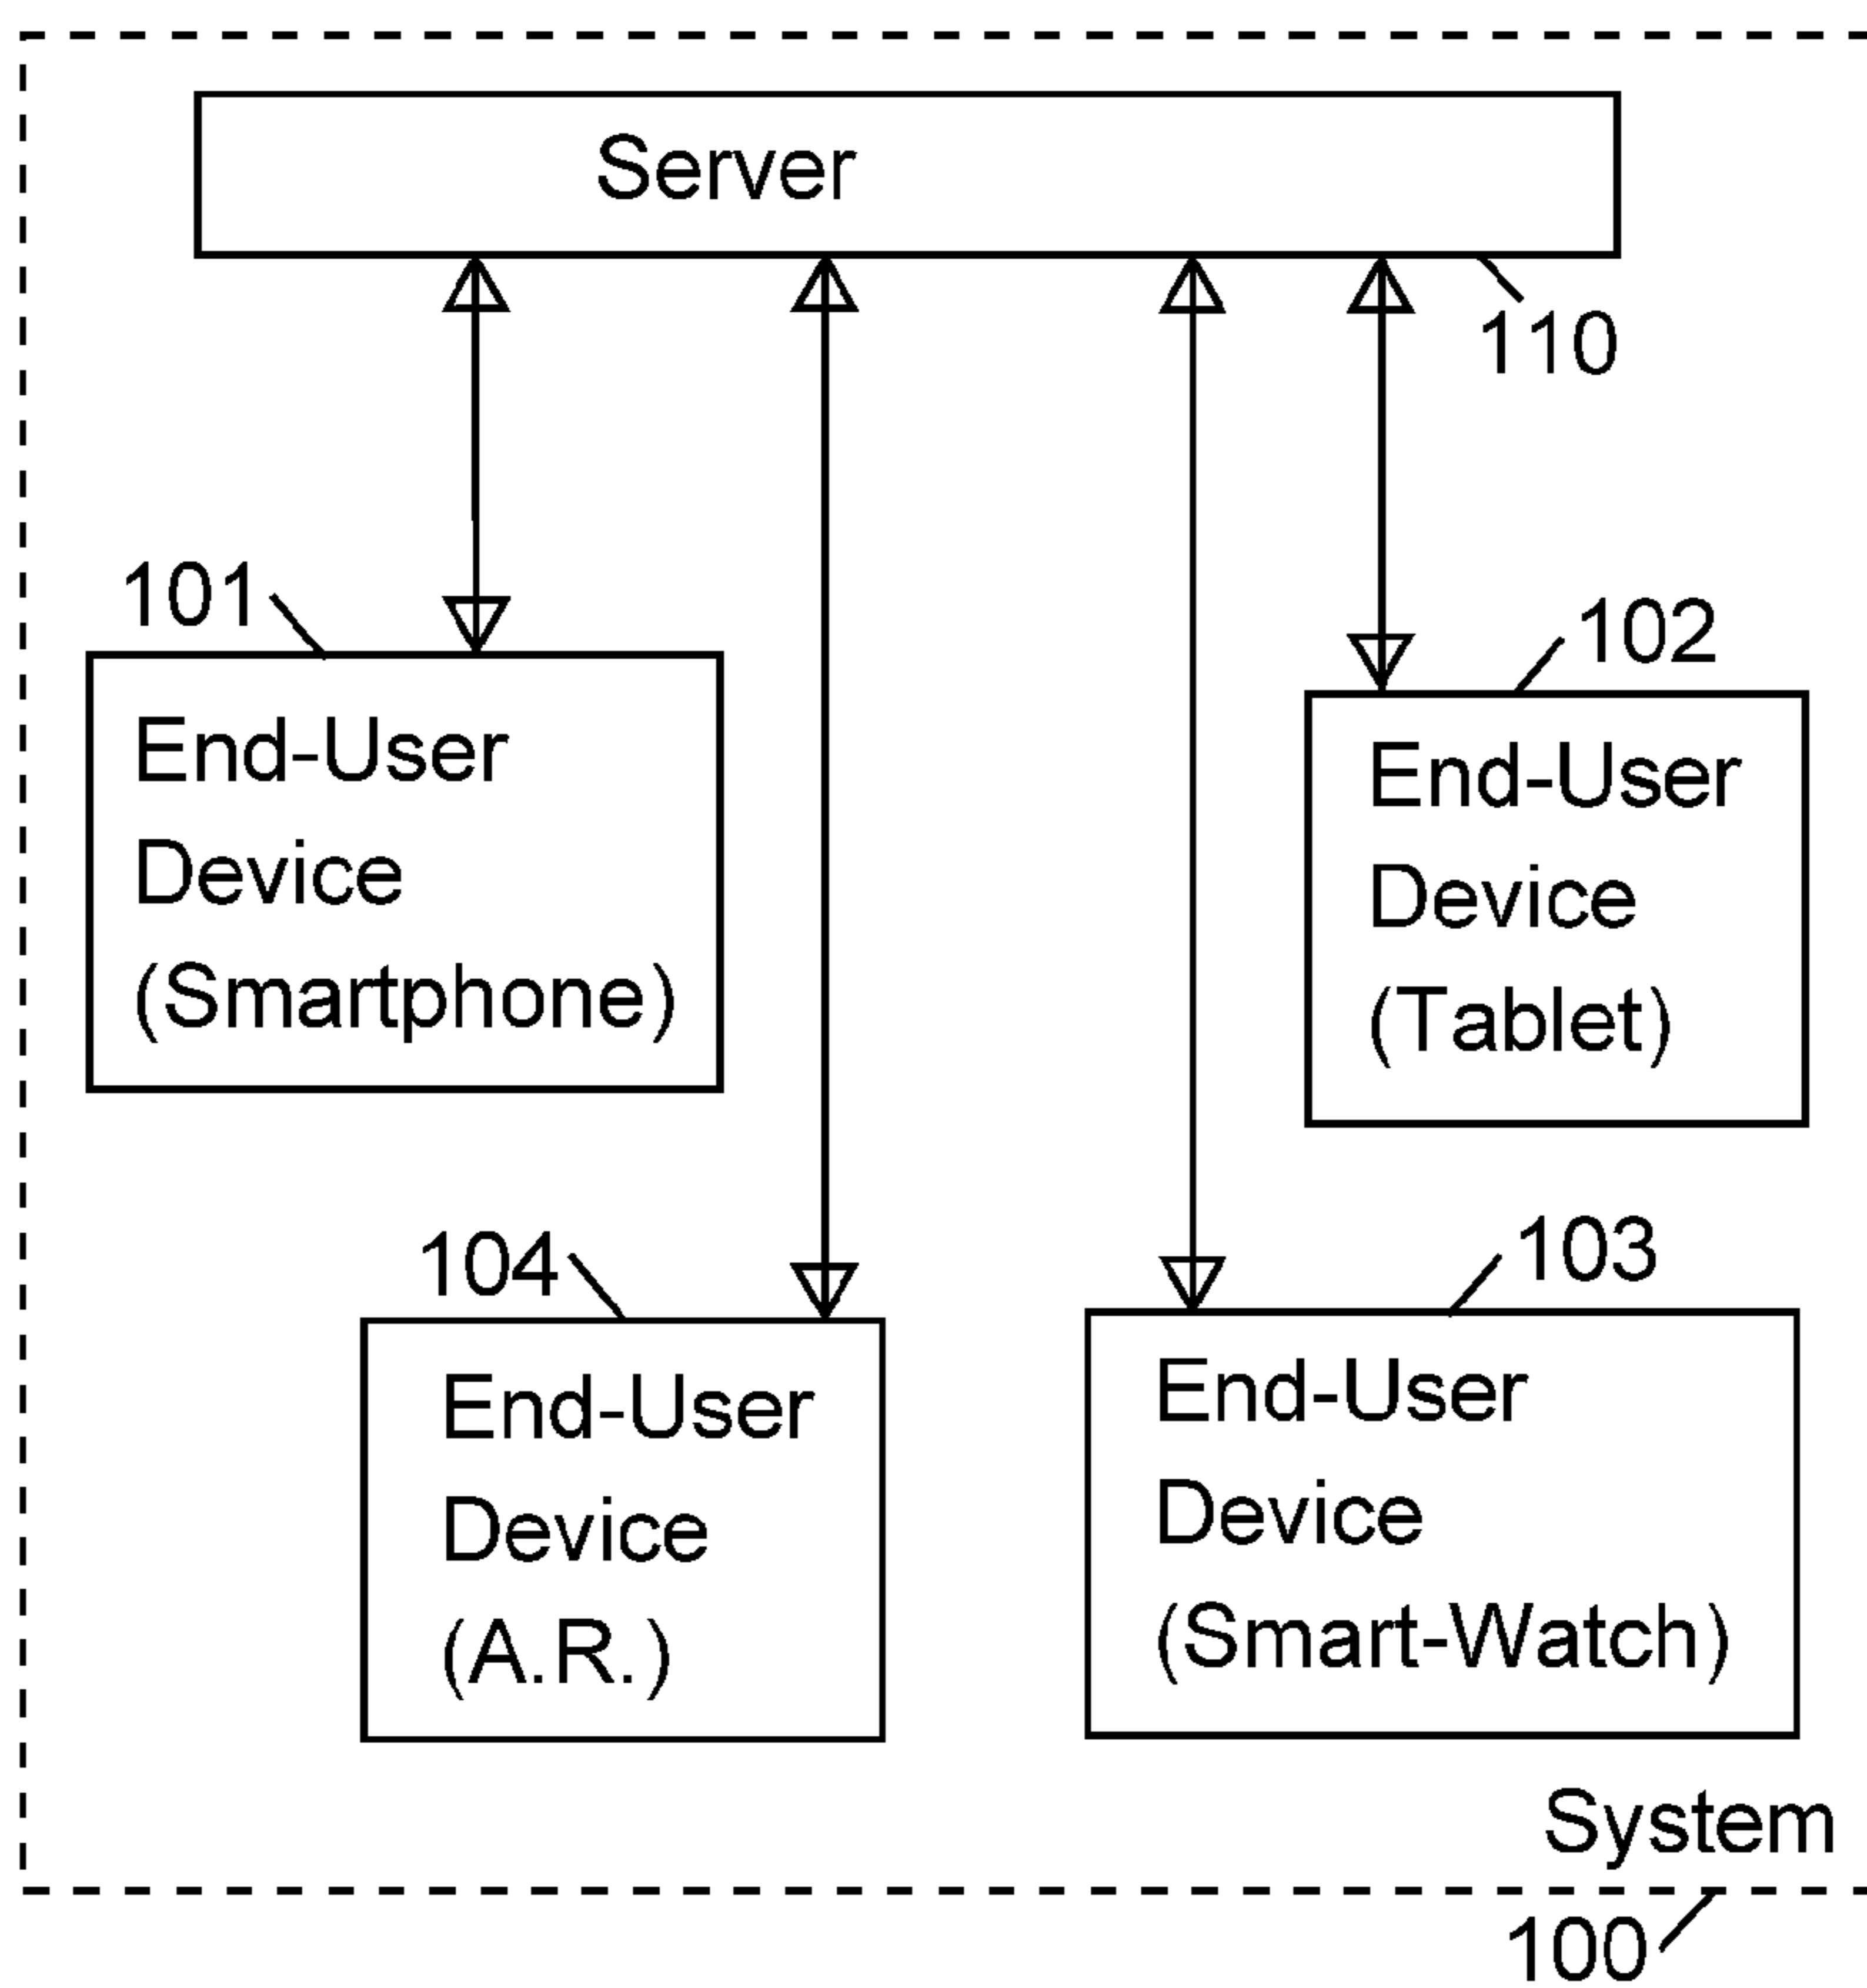 Server
110
101
End-User
Device
(Smartphone)
102
End-User
Device
(Tablet)
104
End-User
Device
(A.R.)
103
End-User
Device
(Smart-Watch)
System
100